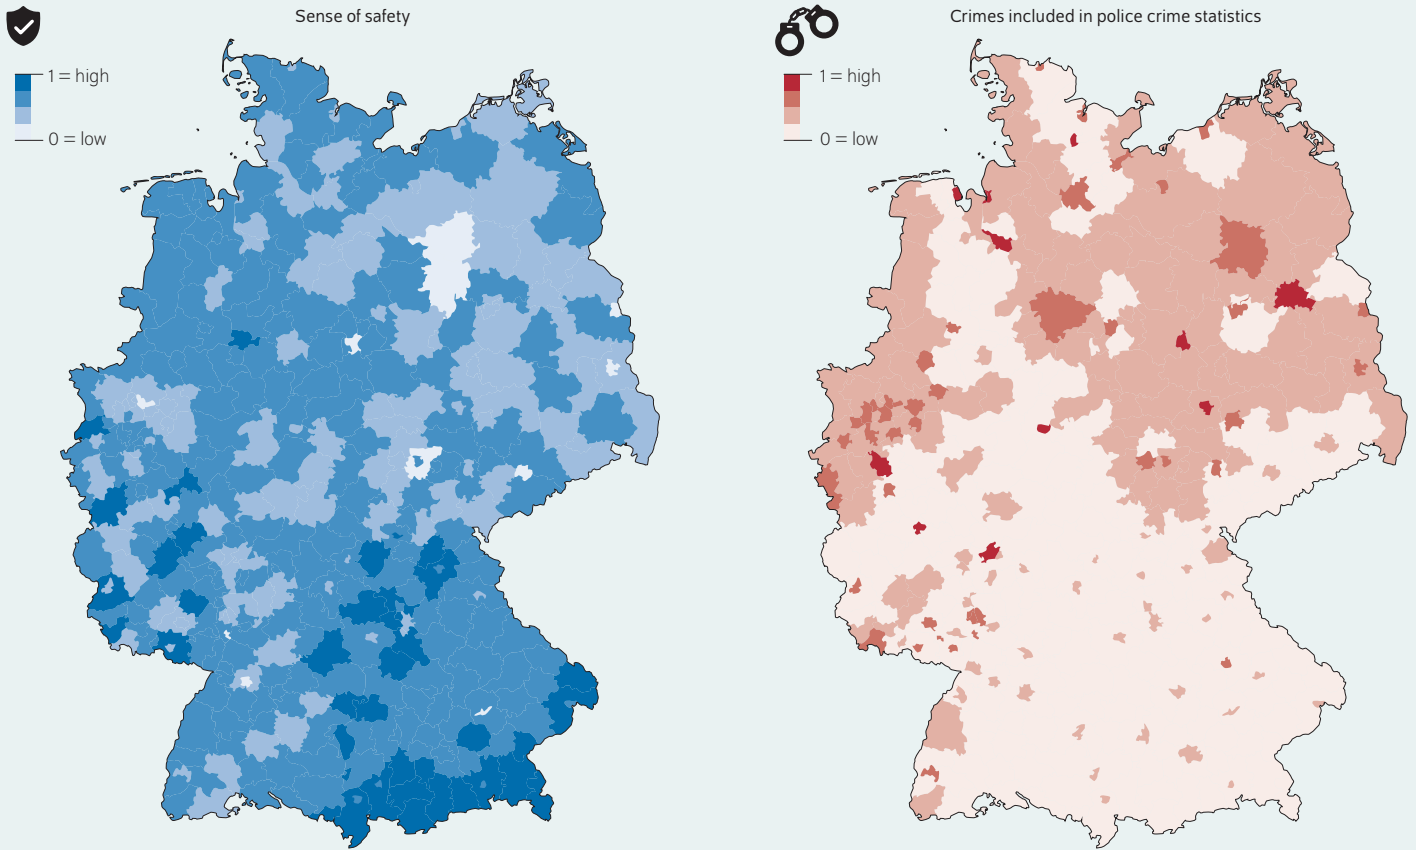 Sense of safety
1 = high
0 = low
Crimes included in police crime statistics
1 = high
0 = low